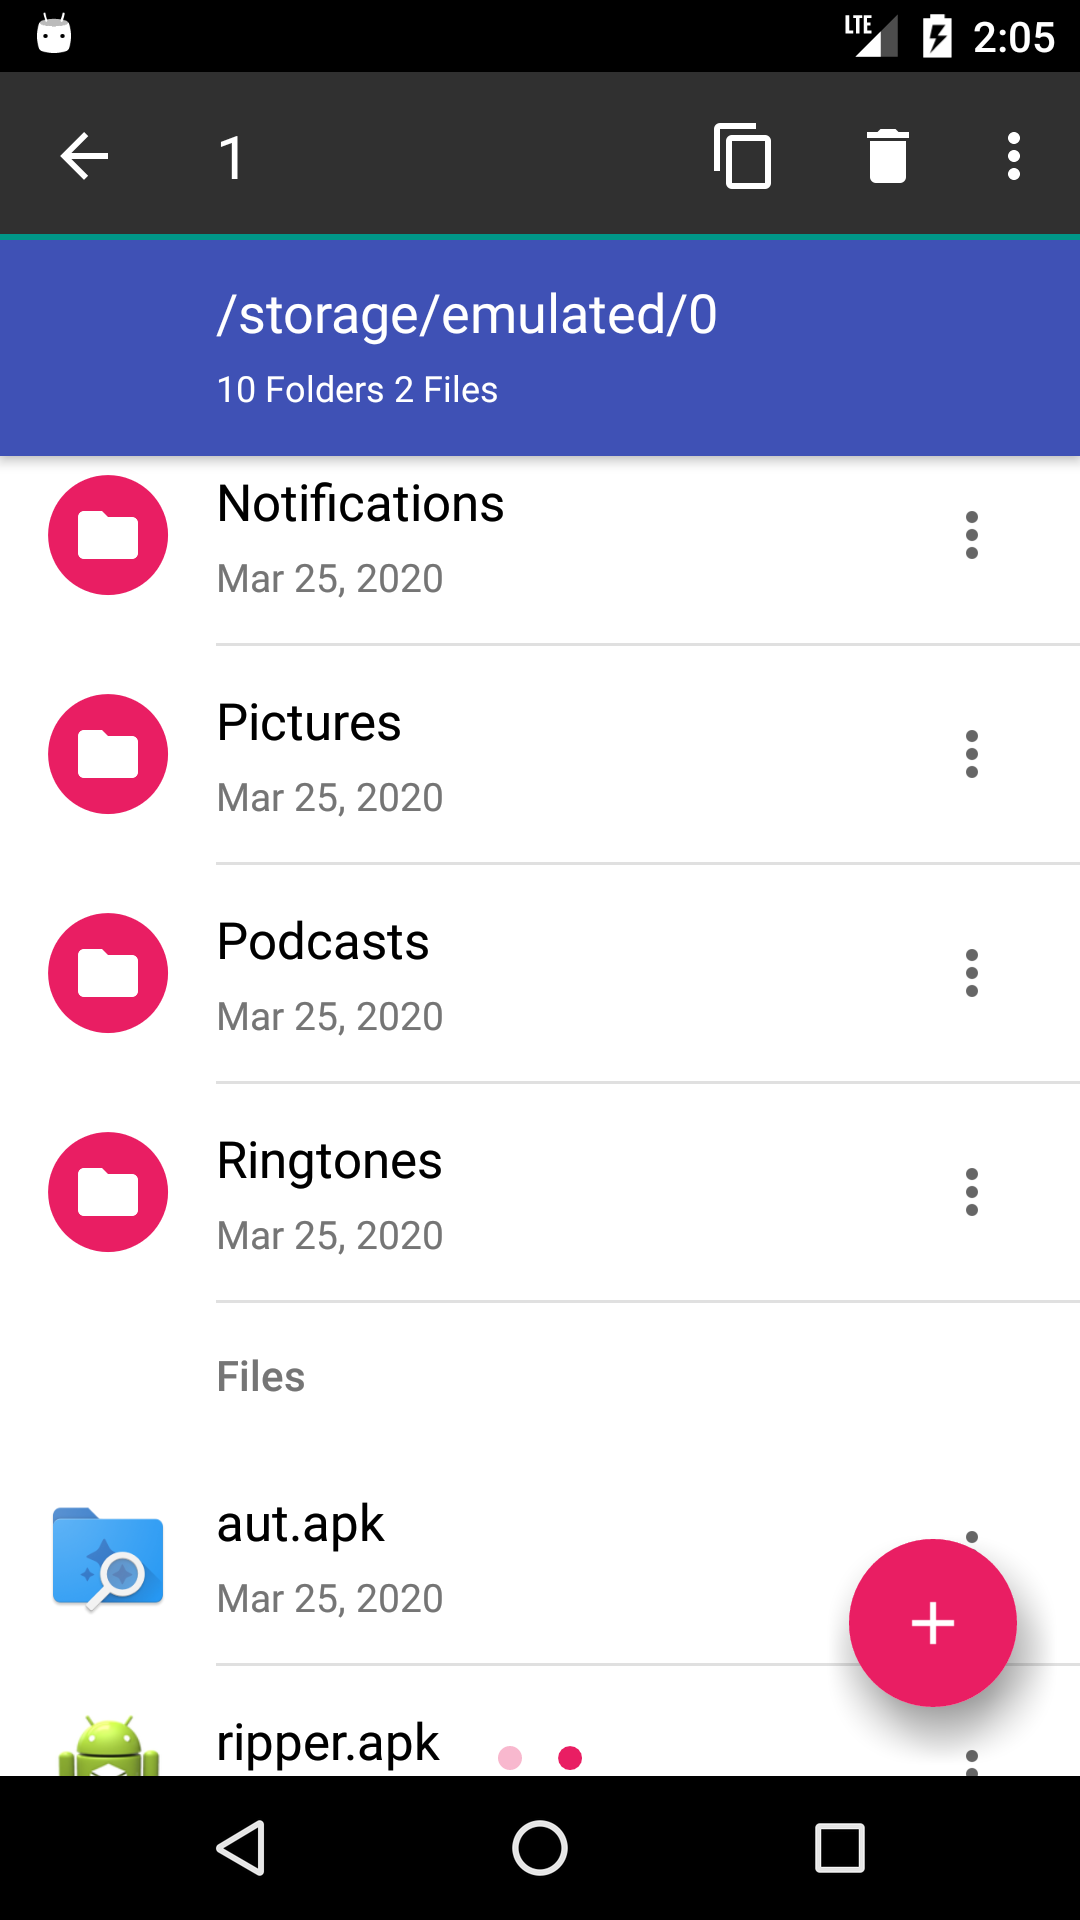 LTE 2:05
1
/storage/emulated/0
10 Folders 2 Files
Notifications
Mar 25, 2020
Pictures
Mar 25, 2020
Podcasts
Mar 25, 2020
Ringtones
Mar 25, 2020
Files
aut.apk
Mar 25, 2020
ripper.apk